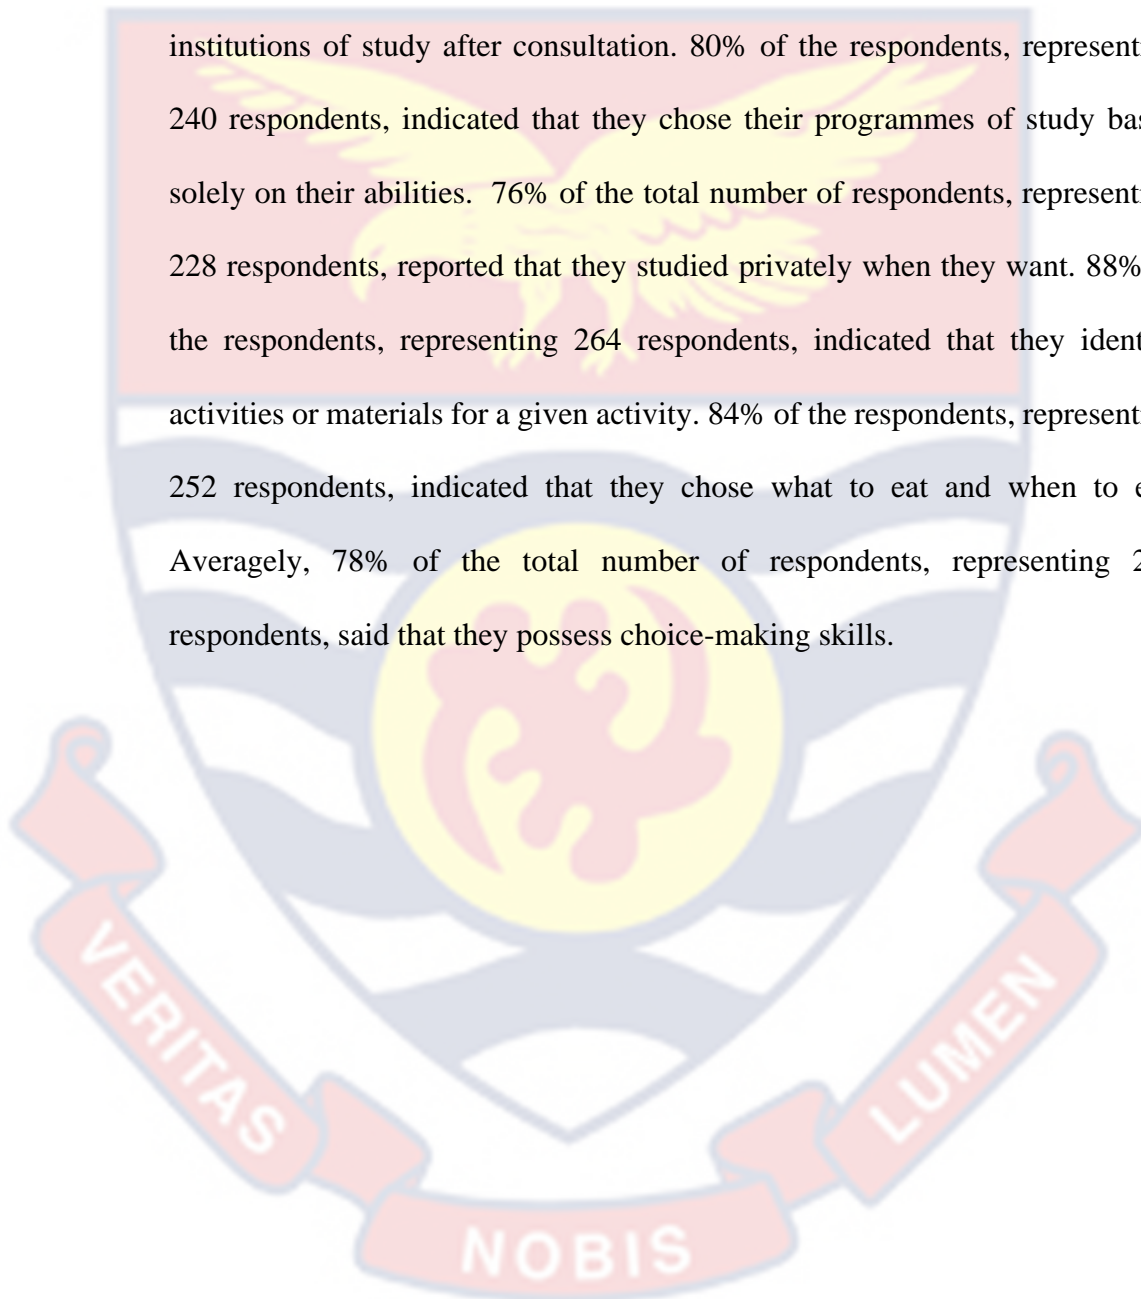 institutions of study after consultation. 80% of the respondents, representi
240 respondents, indicated that they chose their programmes of study bas
solely on their abilities. 76% of the total number of respondents, representi
228 respondents, reported that they studied privately when they want. 88%
the respondents, representing 264 respondents, indicated that they ident
activities or materials for a given activity. 84% of the respondents, representi
252 respondents, indicated that they chose what to eat and when to e
Averagely, 78% of the total number of respondents, representing 2
respondents, said that they possess choice-making skills.
VERITAS
NOBIS
LUMEN